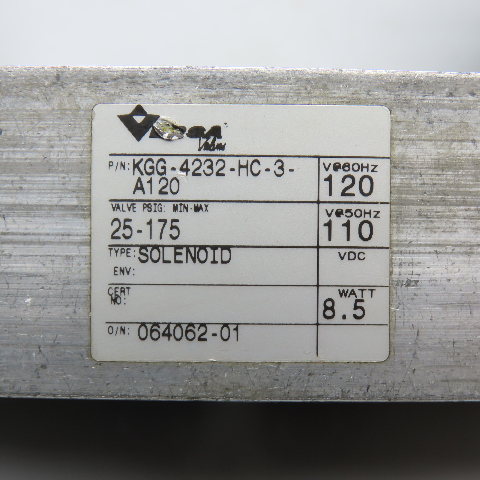 Valves
P/N: KGG-4232-HC-3-
A120
V@60Hz
120
VALVE PSIG: MIN-MAX
25-175
V@50Hz
110
TYPE: SOLENOID
VDC
ENV:
CERT
NO:
WATT
8.5
O/N: 064062-01